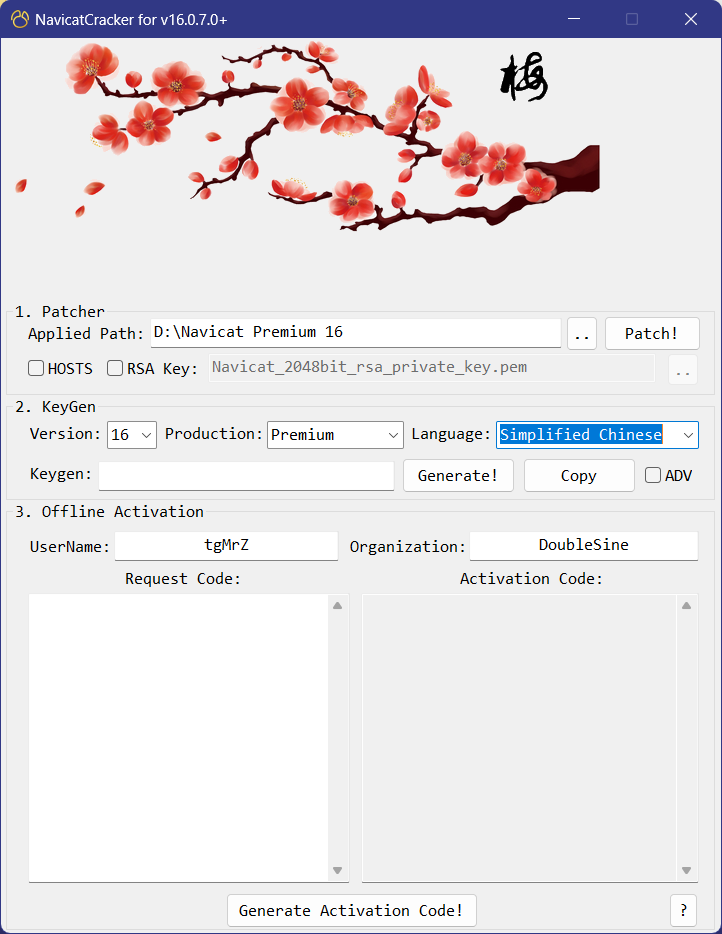 NavicatCracker for v16.0.7.0+
梅
1. Patcher
Applied Path: D:\Navicat Premium 16 .. Patch!
HOSTS RSA Key: Navicat_2048bit_rsa_private_key.pem ..
2. KeyGen
Version: 16 Production: Premium Language: Simplified Chinese
Keygen: Generate! Copy ADV
3. Offline Activation
UserName: tgMrZ Organization: DoubleSine
Request Code: Activation Code:
Generate Activation Code! ?